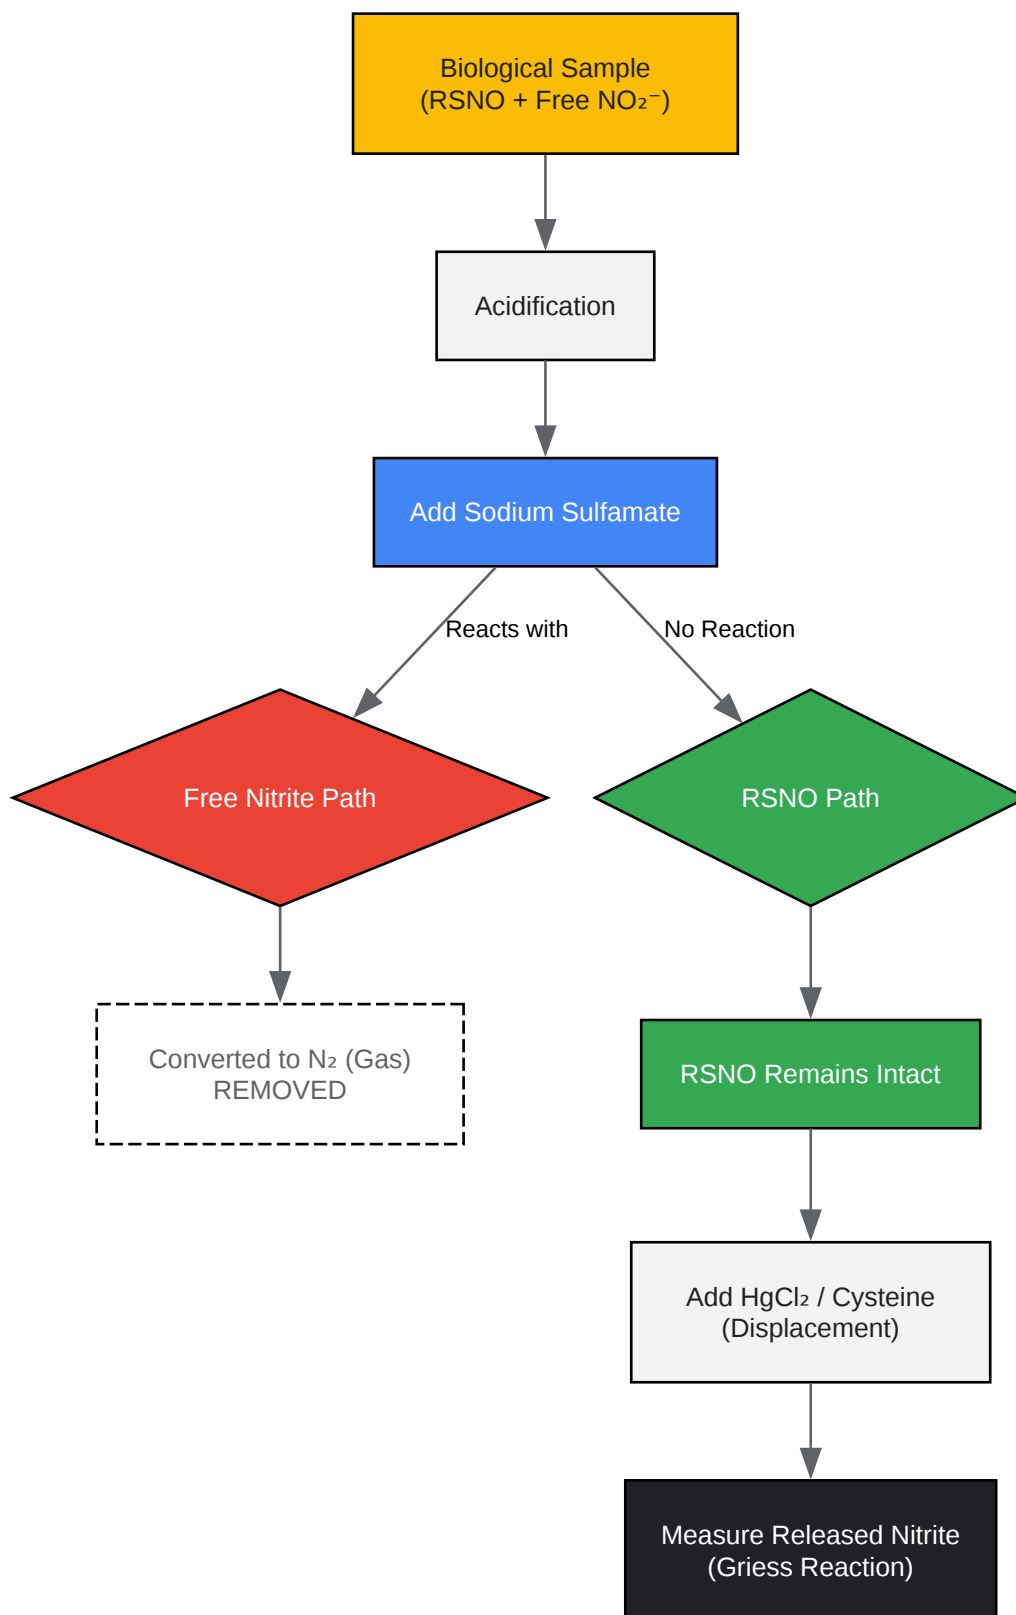 Biological Sample
(RSNO + Free NO₂⁻)
Acidification
Add Sodium Sulfamate
Reacts with
No Reaction
Free Nitrite Path
RSNO Path
Converted to N₂ (Gas)
REMOVED
RSNO Remains Intact
Add HgCl₂ / Cysteine
(Displacement)
Measure Released Nitrite
(Griess Reaction)